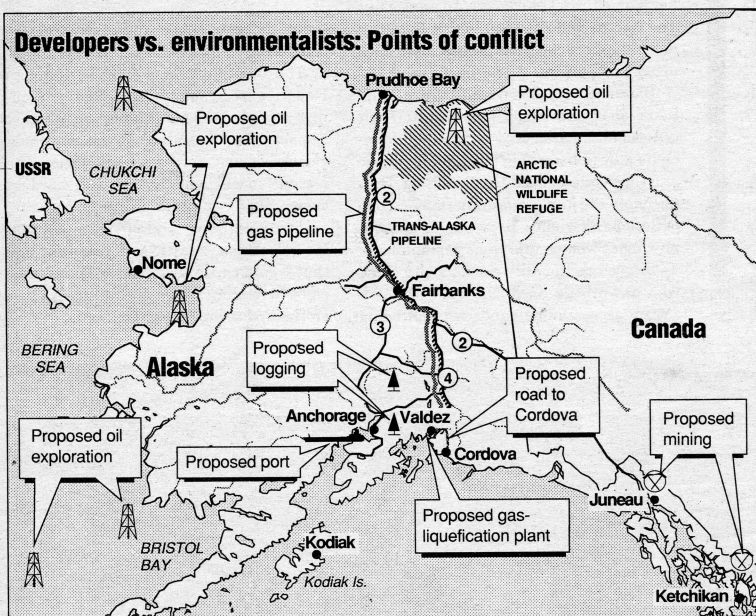 Developers vs. environmentalists: Points of conflict
Prudhoe Bay
Proposed oil
exploration
Proposed oil
exploration
USSR
CHUKCHI
SEA
ARCTIC
NATIONAL
WILDLIFE
REFUGE
2
Proposed
gas pipeline
TRANS-ALASKA
PIPELINE
Nome
Fairbanks
3
2
Canada
BERING
SEA
Alaska
Proposed
logging
4
Proposed
road to
Cordova
Anchorage
Valdez
Proposed
mining
Proposed oil
exploration
Proposed port
Cordova
Juneau
Proposed gas-
liquefication plant
BRISTOL
BAY
Kodiak
Kodiak Is.
Ketchikan